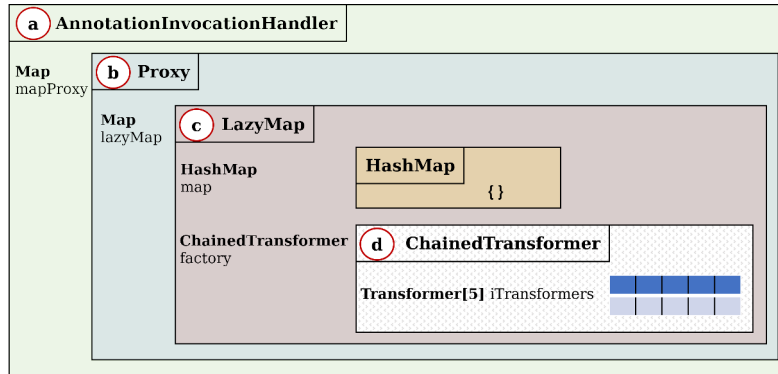 a AnnotationInvocationHandler
Map
mapProxy
b Proxy
Map
lazyMap
c LazyMap
HashMap
map
HashMap
{ }
ChainedTransformer
factory
d ChainedTransformer
Transformer[5] iTransformers